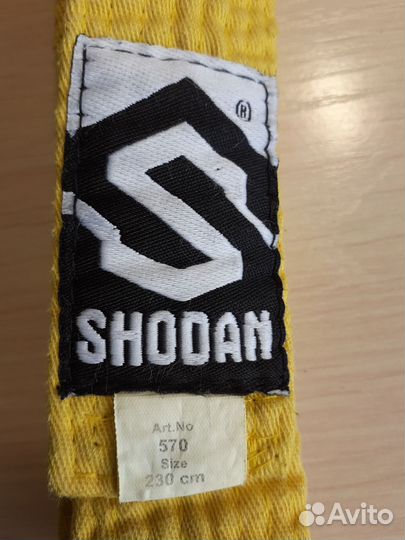 ®
SHODAN
Art.No
570
Size
230 cm
Avito